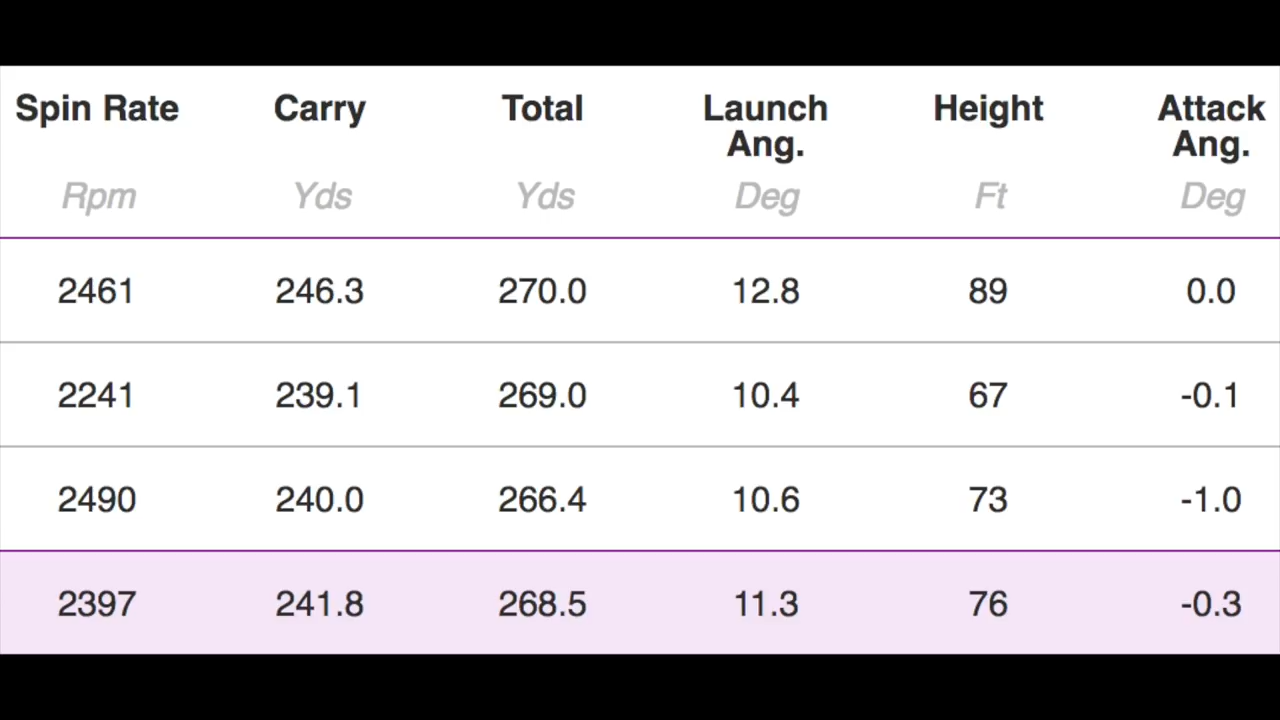 Spin Rate Carry Total Launch Ang. Height Attack Ang.
Rpm Yds Yds Deg Ft Deg
2461 246.3 270.0 12.8 89 0.0
2241 239.1 269.0 10.4 67 -0.1
2490 240.0 266.4 10.6 73 -1.0
2397 241.8 268.5 11.3 76 -0.3